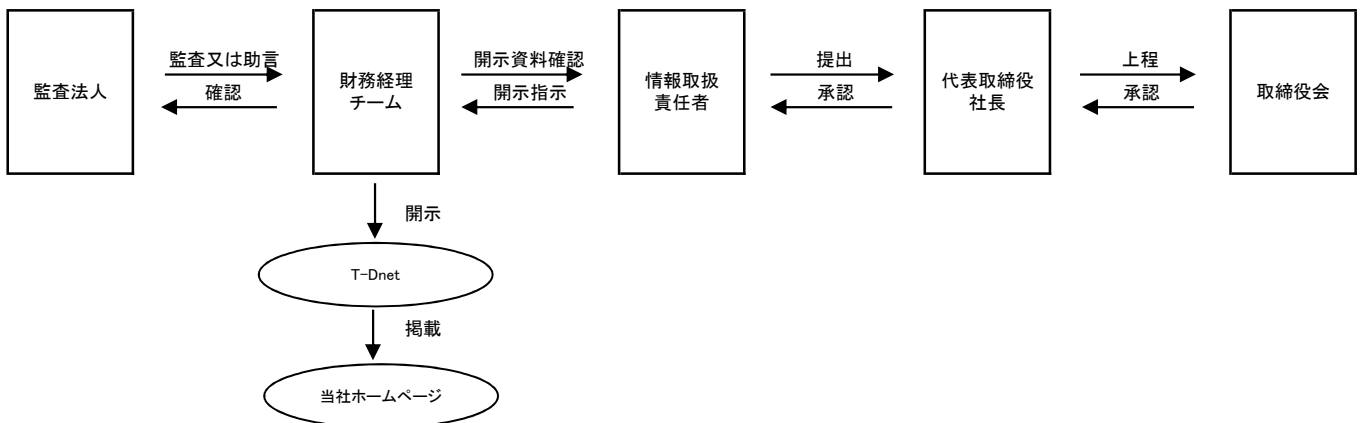 監査法人
監査又は助言
確認
財務経理
チーム
開示資料確認
開示指示
情報取扱
責任者
提出
承認
代表取締役
社長
上程
承認
取締役会
開示
T-Dnet
掲載
当社ホームページ